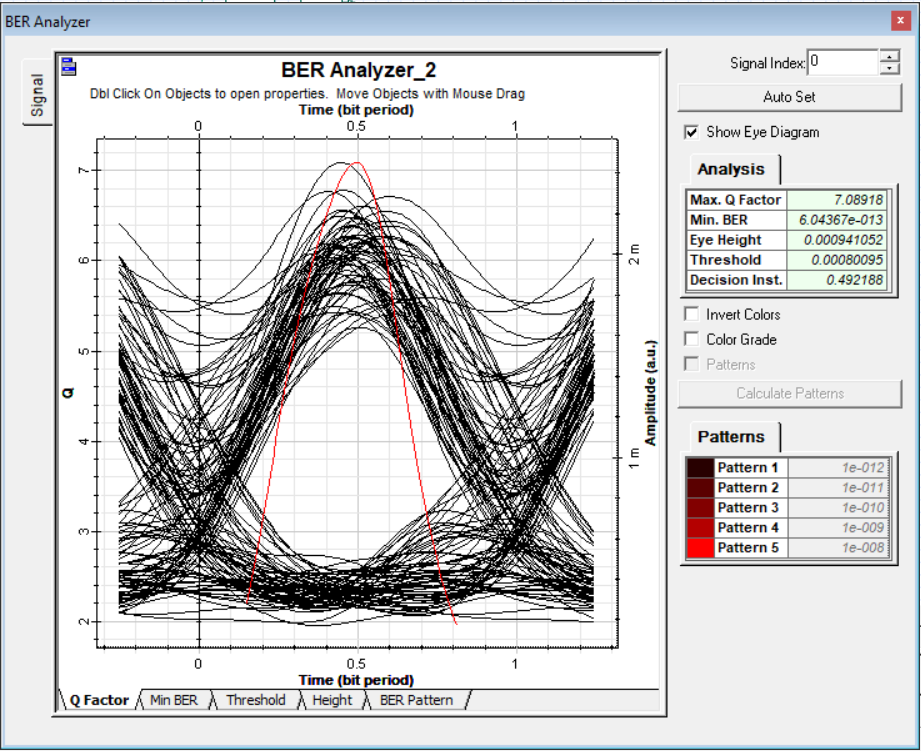 BER Analyzer
x
Signal
BER Analyzer_2
Dbl Click On Objects to open properties. Move Objects with Mouse Drag
Time (bit period)
0 0.5 1
7
6
5
4
3
2
Q
2 m
1 m
Amplitude (a.u.)
0 0.5 1
Time (bit period)
Q Factor Min BER Threshold Height BER Pattern
Signal Index: 0
Auto Set
Show Eye Diagram
Analysis
Max. Q Factor 7.08918
Min. BER 6.04367e-013
Eye Height 0.000941052
Threshold 0.00080095
Decision Inst. 0.492188
Invert Colors
Color Grade
Patterns
Calculate Patterns
Patterns
Pattern 1 1e-012
Pattern 2 1e-011
Pattern 3 1e-010
Pattern 4 1e-009
Pattern 5 1e-008